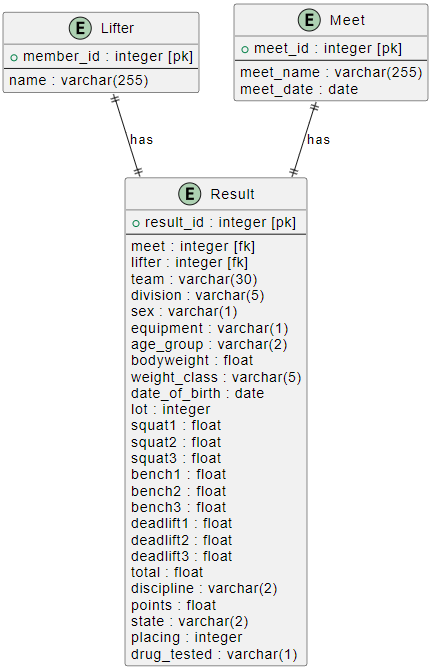 E Lifter
member_id : integer [pk]
name : varchar(255)
E Meet
meet_id : integer [pk]
meet_name : varchar(255)
meet_date : date
has
has
E Result
result_id : integer [pk]
meet : integer [fk]
lifter : integer [fk]
team : varchar(30)
division : varchar(5)
sex : varchar(1)
equipment : varchar(1)
age_group : varchar(2)
bodyweight : float
weight_class : varchar(5)
date_of_birth : date
lot : integer
squat1 : float
squat2 : float
squat3 : float
bench1 : float
bench2 : float
bench3 : float
deadlift1 : float
deadlift2 : float
deadlift3 : float
total : float
discipline : varchar(2)
points : float
state : varchar(2)
placing : integer
drug_tested : varchar(1)